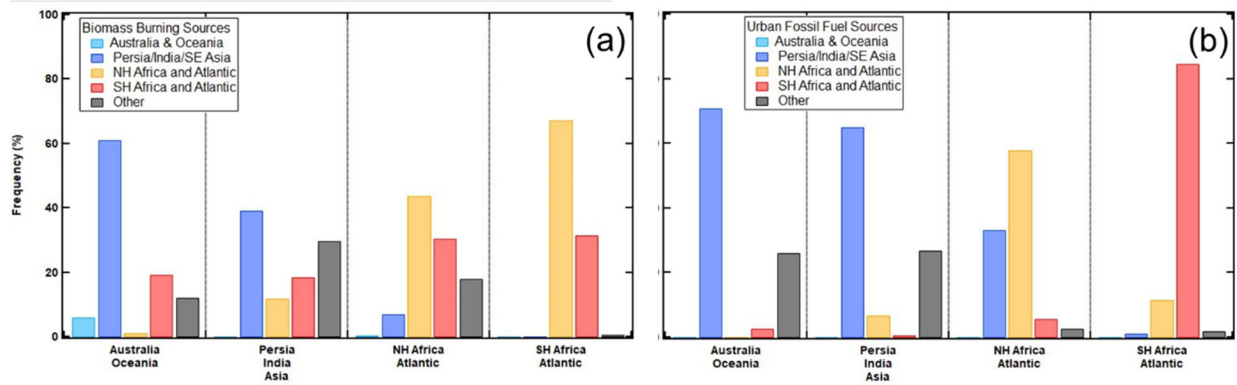 (a)
Biomass Burning Sources
Australia & Oceania
Persia/India/SE Asia
NH Africa and Atlantic
SH Africa and Atlantic
Other
Frequency (%)
100
80
60
40
20
0
Australia
Oceania
Persia
India
Asia
NH Africa
Atlantic
SH Africa
Atlantic
(b)
Urban Fossil Fuel Sources
Australia & Oceania
Persia/India/SE Asia
NH Africa and Atlantic
SH Africa and Atlantic
Other
Australia
Oceania
Persia
India
Asia
NH Africa
Atlantic
SH Africa
Atlantic